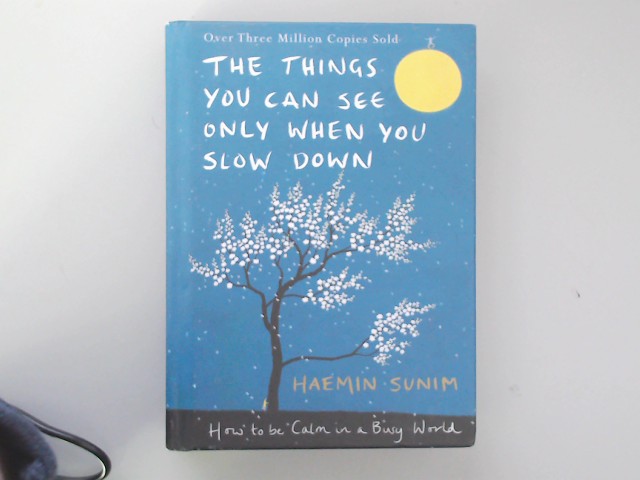 Over Three Million Copies Sold
THE THINGS
YOU CAN SEE
ONLY WHEN YOU
SLOW DOWN
HAEMIN SUNIM
How to be Calm in a Busy World